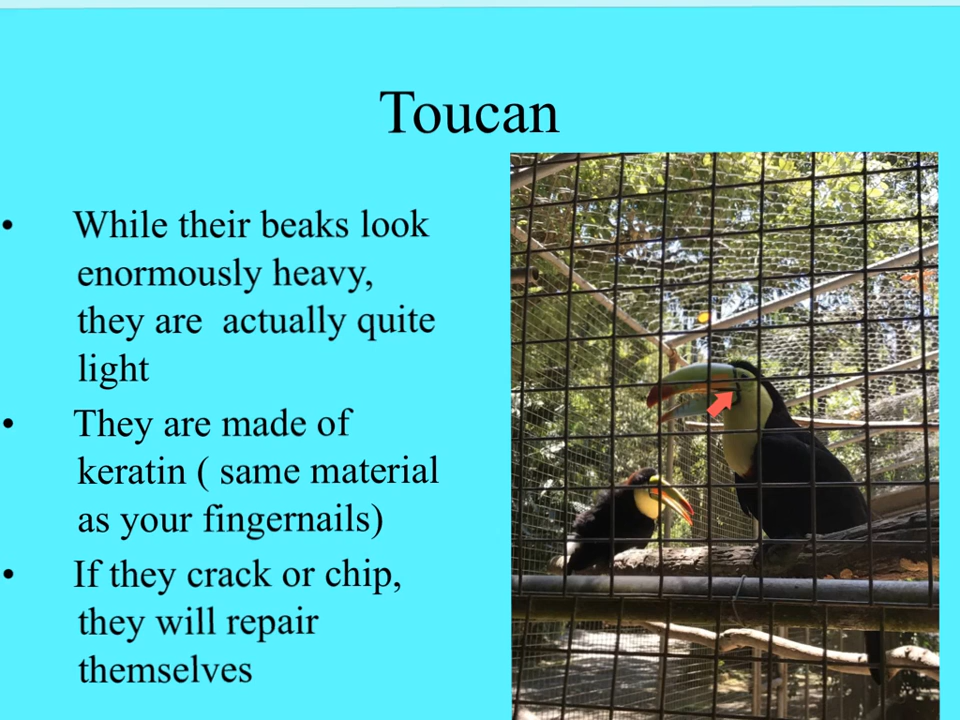 Toucan
• While their beaks look
enormously heavy,
they are actually quite
light
• They are made of
keratin ( same material
as your fingernails)
• If they crack or chip,
they will repair
themselves